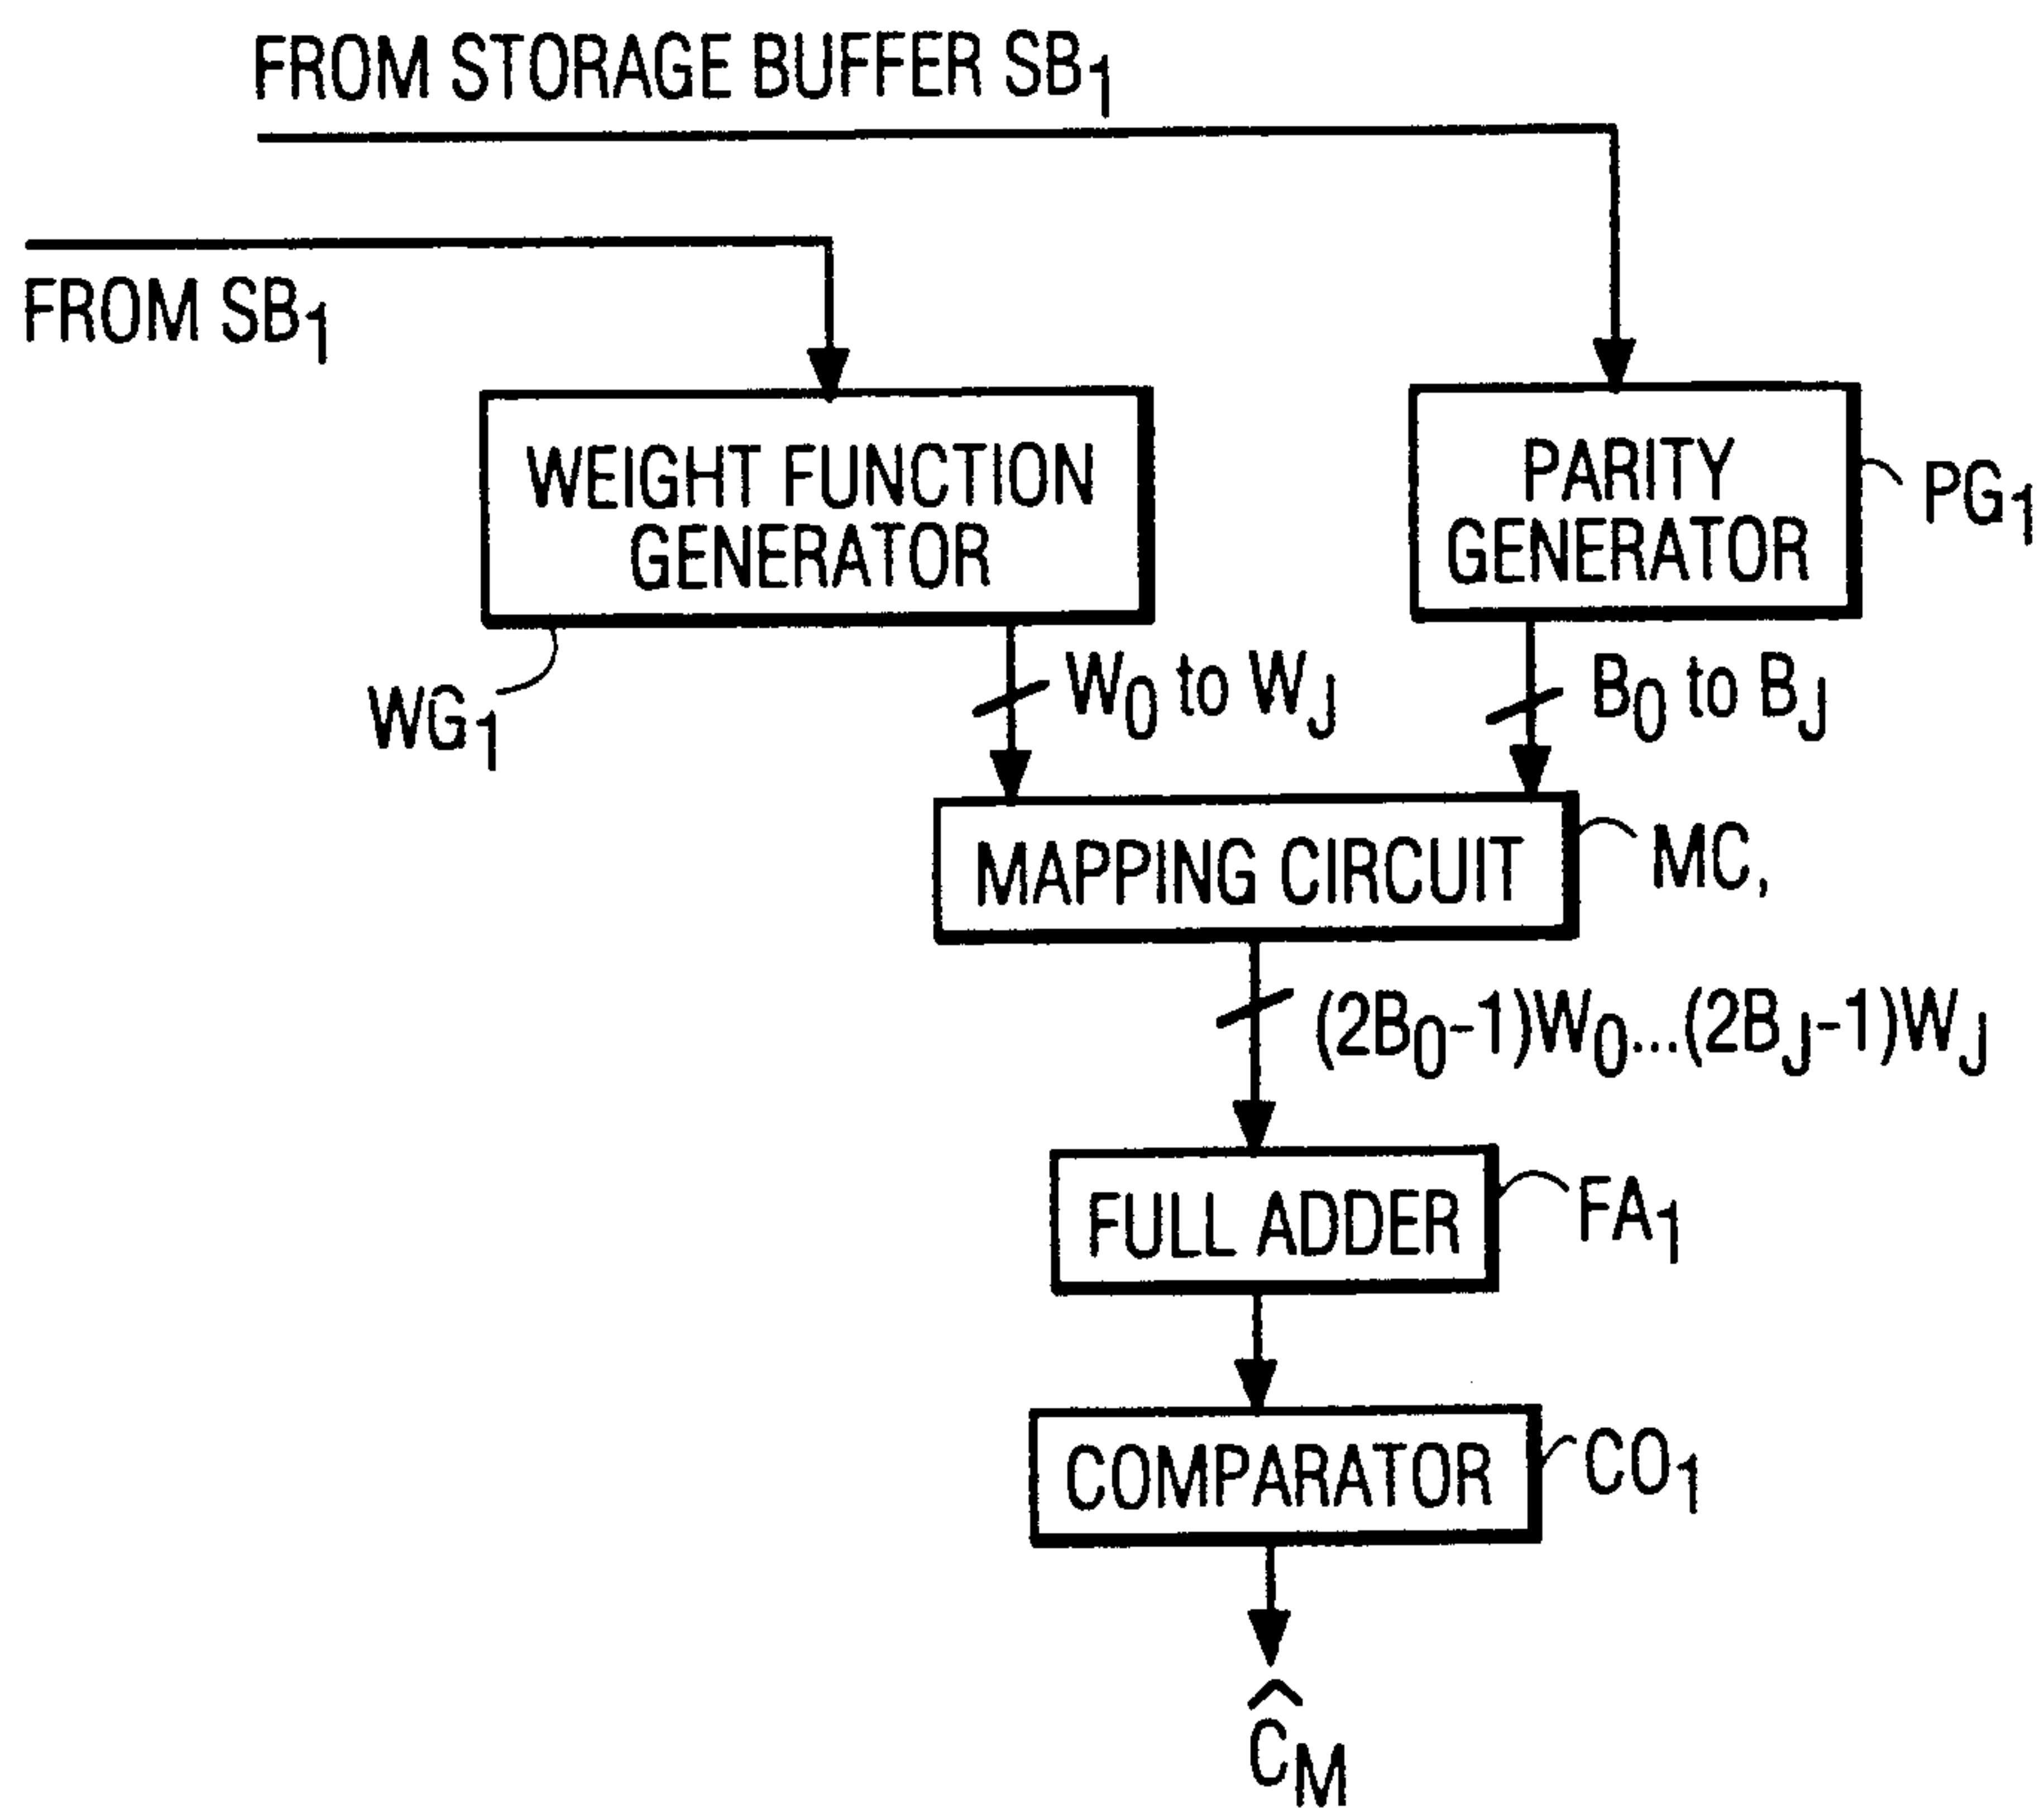 FROM STORAGE BUFFER SB₁
FROM SB₁
WEIGHT FUNCTION
GENERATOR
PARITY
GENERATOR
PG₁
WG₁
W₀ to Wⱼ
B₀ to Bⱼ
MAPPING CIRCUIT
MC,
(2B₀-1)W₀...(2Bⱼ-1)Wⱼ
FULL ADDER
FA₁
COMPARATOR
CO₁
Ĉ_M